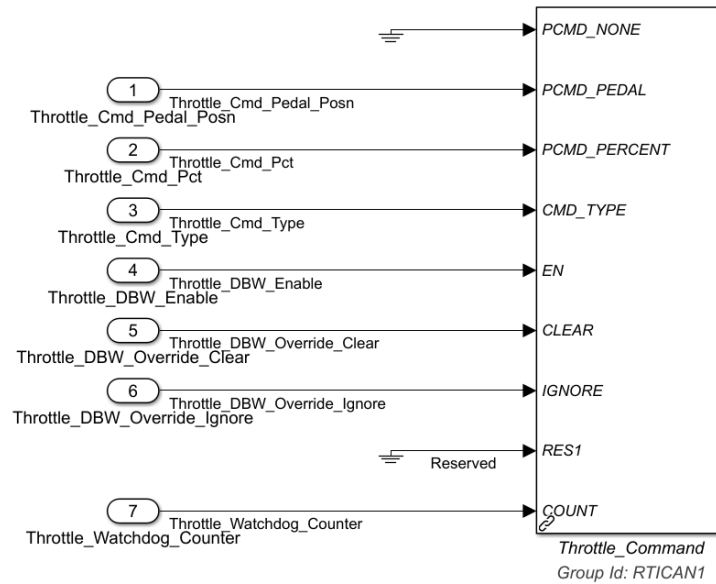 PCMD_NONE
1
Throttle_Cmd_Pedal_Posn
PCMD_PEDAL
Throttle_Cmd_Pedal_Posn
2
Throttle_Cmd_Pct
PCMD_PERCENT
Throttle_Cmd_Pct
3
Throttle_Cmd_Type
CMD_TYPE
Throttle_Cmd_Type
4
Throttle_DBW_Enable
EN
Throttle_DBW_Enable
5
Throttle_DBW_Override_Clear
CLEAR
Throttle_DBW_Override_Clear
6
Throttle_DBW_Override_Ignore
IGNORE
Throttle_DBW_Override_Ignore
Reserved
RES1
7
Throttle_Watchdog_Counter
COUNT
Throttle_Watchdog_Counter
Throttle_Command
Group Id: RTICAN1